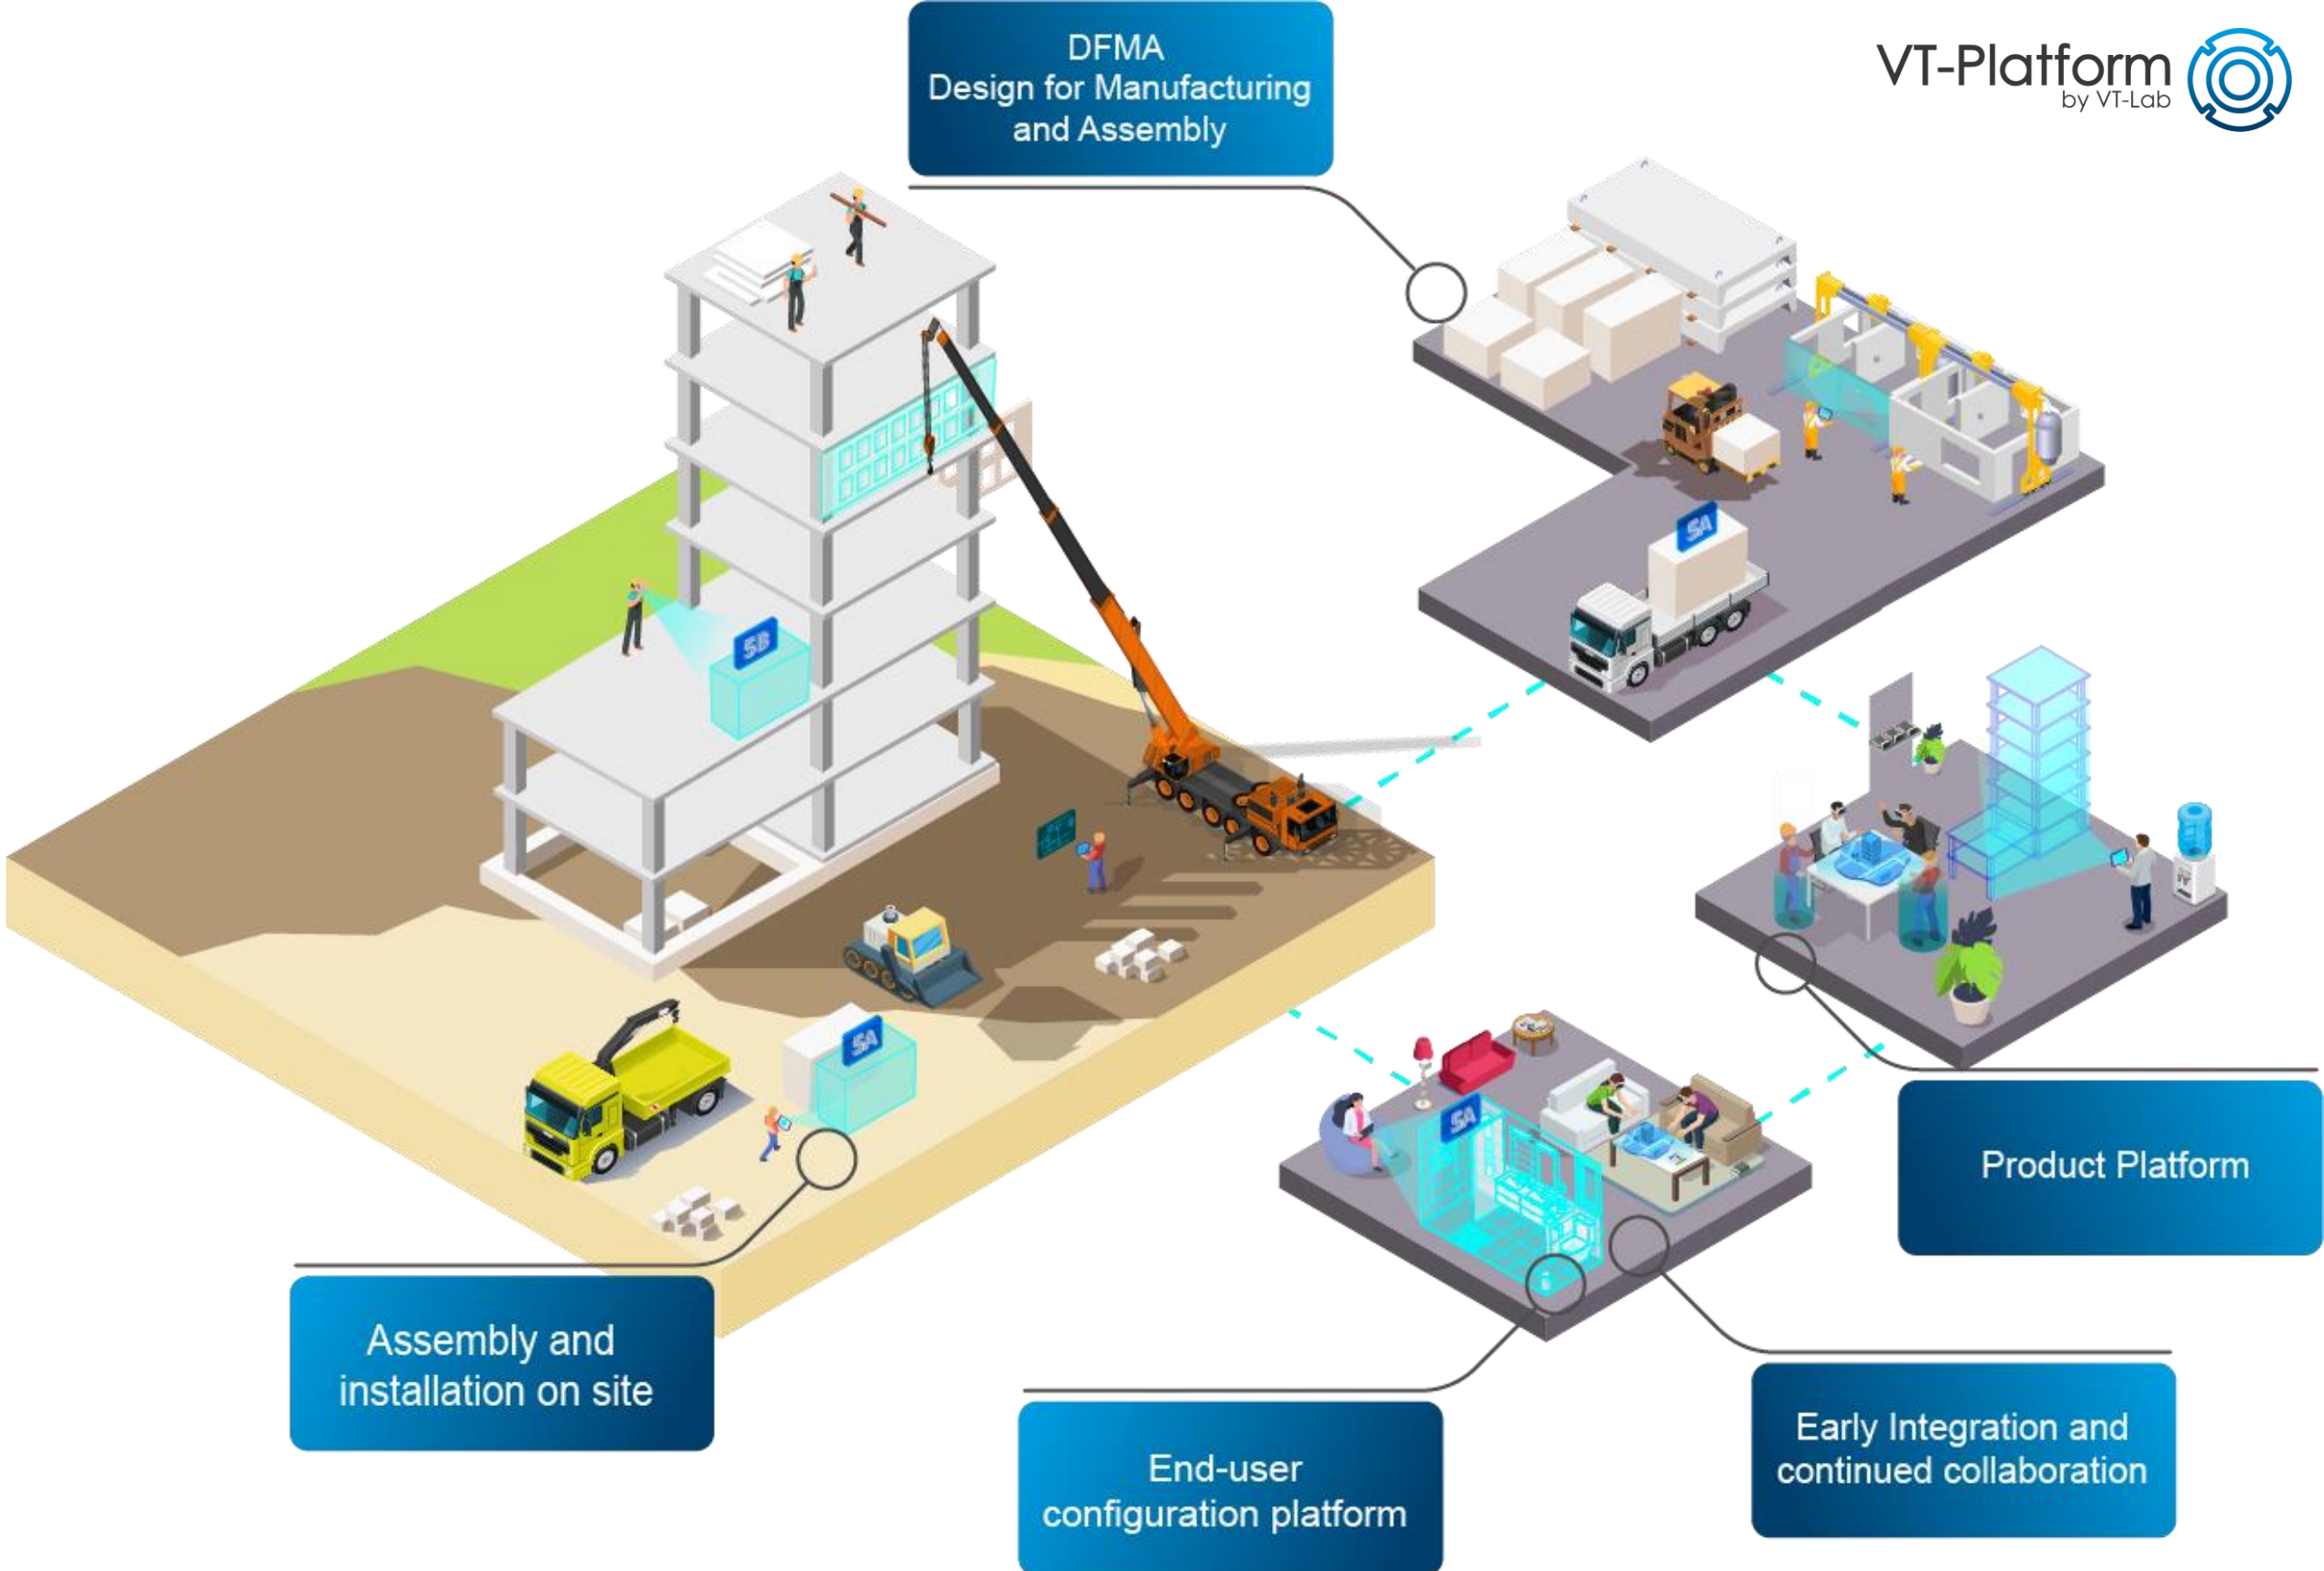 DFMA
Design for Manufacturing
and Assembly
VT-Platform
by VT-Lab
5A
5B
5A
5A
Product Platform
Assembly and
installation on site
End-user
configuration platform
Early Integration and
continued collaboration